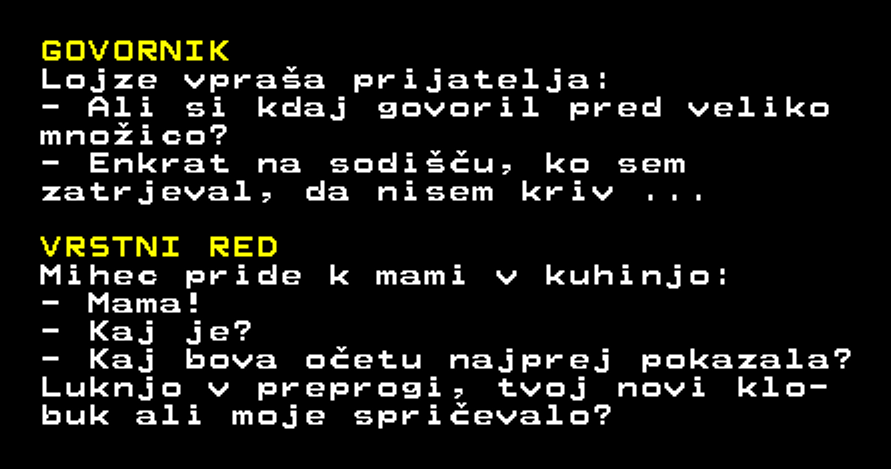 GOVORNIK
Lojze vpraša prijatelja:
- Ali si kdaj govoril pred veliko
množico?
- Enkrat na sodišču, ko sem
zatrjeval, da nisem kriv ...
VRSTNI RED
Mihec pride k mami v kuhinjo:
- Mama!
- Kaj je?
- Kaj bova očetu najprej pokazala?
Luknjo v preprogi, tvoj novi klo-
buk ali moje spričevalo?